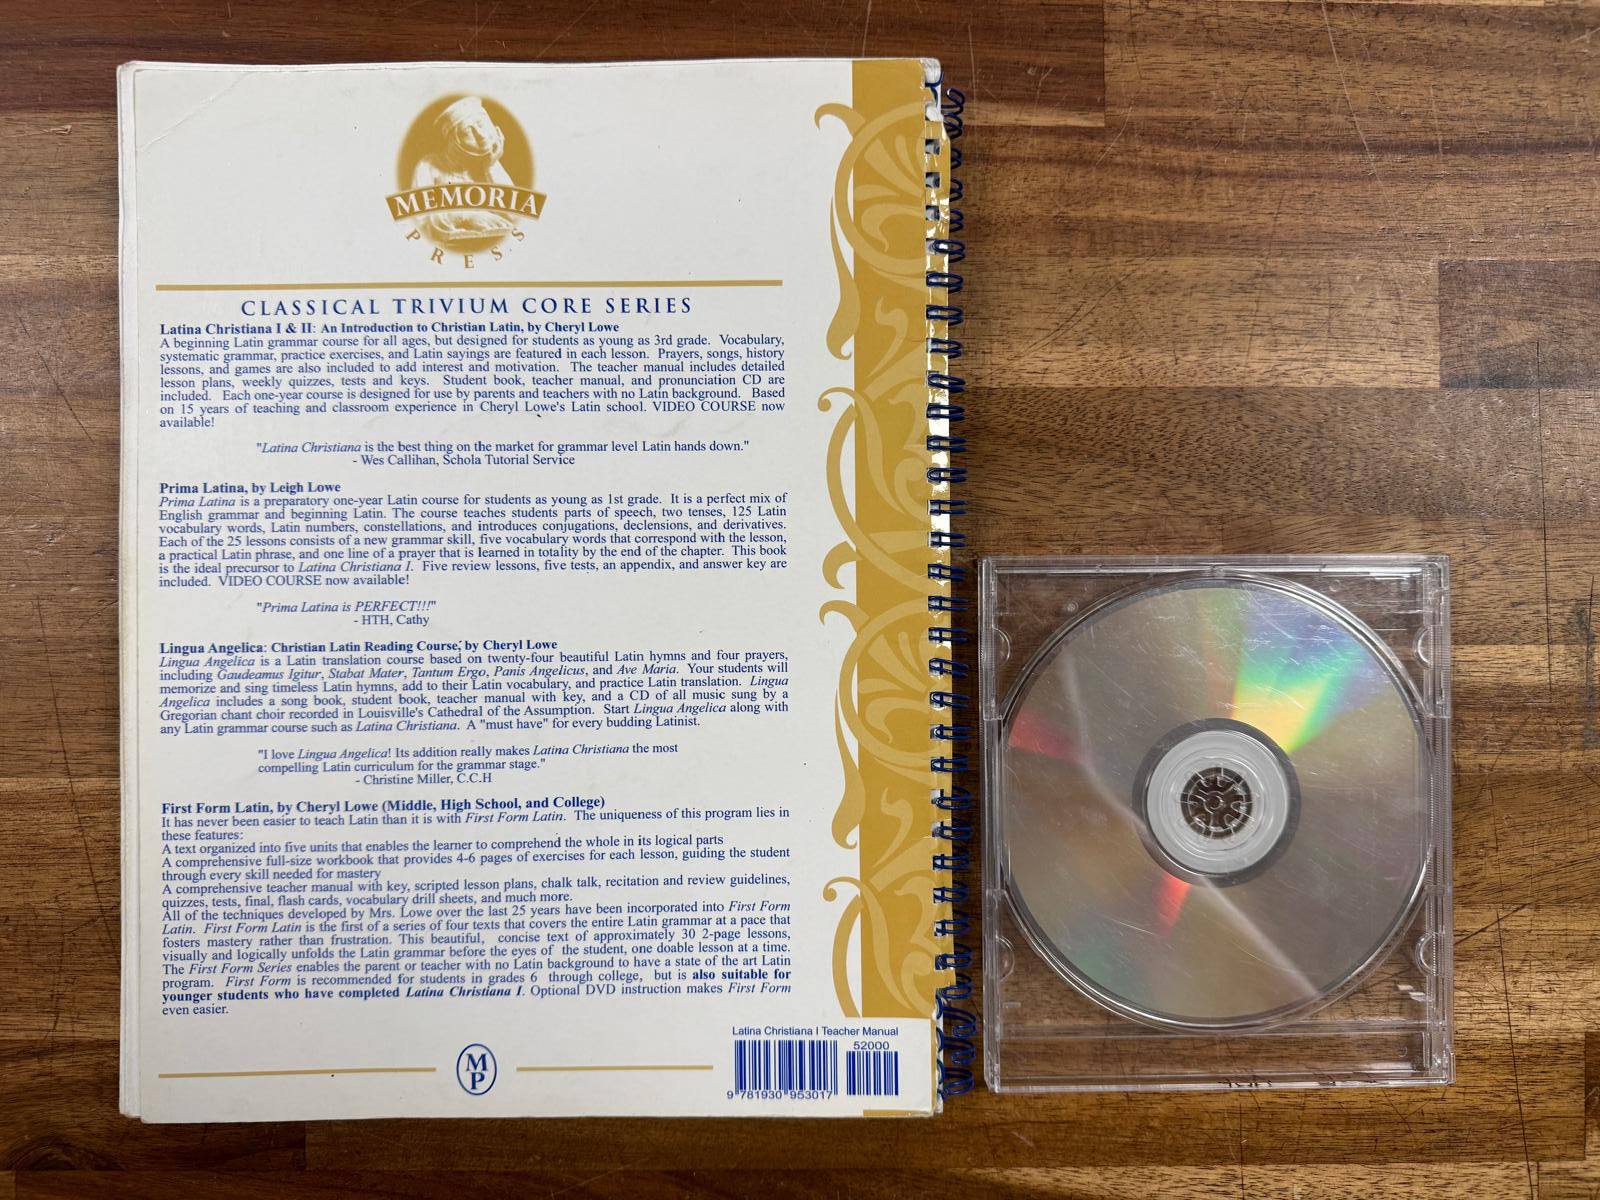 MEMORIA
PRESS
CLASSICAL TRIVIUM CORE SERIES
Latina Christiana I & II: An Introduction to Christian Latin, by Cheryl Lowe
A beginning Latin grammar course for all ages, but designed for students as young as 3rd grade. Vocabulary,
systematic grammar, practice exercises, and Latin sayings are featured in each lesson. Prayers, songs, history
lessons, and games are also included to add interest and motivation. The teacher manual includes detailed
lesson plans, weekly quizzes, tests and keys. Student book, teacher manual, and pronunciation CD are
included. Each one-year course is designed for use by parents and teachers with no Latin background. Based
on 15 years of teaching and classroom experience in Cheryl Lowe's Latin school. VIDEO COURSE now
available!
"Latina Christiana is the best thing on the market for grammar level Latin hands down."
- Wes Callihan, Schola Tutorial Service
Prima Latina, by Leigh Lowe
Prima Latina is a preparatory one-year Latin course for students as young as 1st grade. It is a perfect mix of
English grammar and beginning Latin. The course teaches students parts of speech, two tenses, 125 Latin
vocabulary words, Latin numbers, constellations, and introduces conjugations, declensions, and derivatives.
Each of the 25 lessons consists of a new grammar skill, five vocabulary words that correspond with the lesson,
a practical Latin phrase, and one line of a prayer that is learned in totality by the end of the chapter. This book
is the ideal precursor to Latina Christiana I. Five review lessons, five tests, an appendix, and answer key are
included. VIDEO COURSE now available!
"Prima Latina is PERFECT!!!"
- HTH, Cathy
Lingua Angelica: Christian Latin Reading Course, by Cheryl Lowe
Lingua Angelica is a Latin translation course based on twenty-four beautiful Latin hymns and four prayers,
including Gaudeamus Igitur, Stabat Mater, Tantum Ergo, Panis Angelicus, and Ave Maria. Your students will
memorize and sing timeless Latin hymns, add to their Latin vocabulary, and practice Latin translation. Lingua
Angelica includes a song book, student book, teacher manual with key, and a CD of all music sung by a
Gregorian chant choir recorded in Louisville's Cathedral of the Assumption. Start Lingua Angelica along with
any Latin grammar course such as Latina Christiana. A "must have" for every budding Latinist.
"I love Lingua Angelica! Its addition really makes Latina Christiana the most
compelling Latin curriculum for the grammar stage."
- Christine Miller, C.C.H
First Form Latin, by Cheryl Lowe (Middle, High School, and College)
It has never been easier to teach Latin than it is with First Form Latin. The uniqueness of this program lies in
these features:
A text organized into five units that enables the learner to comprehend the whole in its logical parts
A comprehensive full-size workbook that provides 4-6 pages of exercises for each lesson, guiding the student
through every skill needed for mastery
A comprehensive teacher manual with key, scripted lesson plans, chalk talk, recitation and review guidelines,
quizzes, tests, final, flash cards, vocabulary drill sheets, and much more.
All of the techniques developed by Mrs. Lowe over the last 25 years have been incorporated into First Form
Latin. First Form Latin is the first of a series of four texts that covers the entire Latin grammar at a pace that
fosters mastery rather than frustration. This beautiful, concise text of approximately 30 2-page lessons,
visually and logically unfolds the Latin grammar before the eyes of the student, one doable lesson at a time.
The First Form Series enables the parent or teacher with no Latin background to have a state of the art Latin
program. First Form is recommended for students in grades 6 through college, but is also suitable for
younger students who have completed Latina Christiana I. Optional DVD instruction makes First Form
even easier.
MP
Latina Christiana I Teacher Manual
52000
9 781930 953017